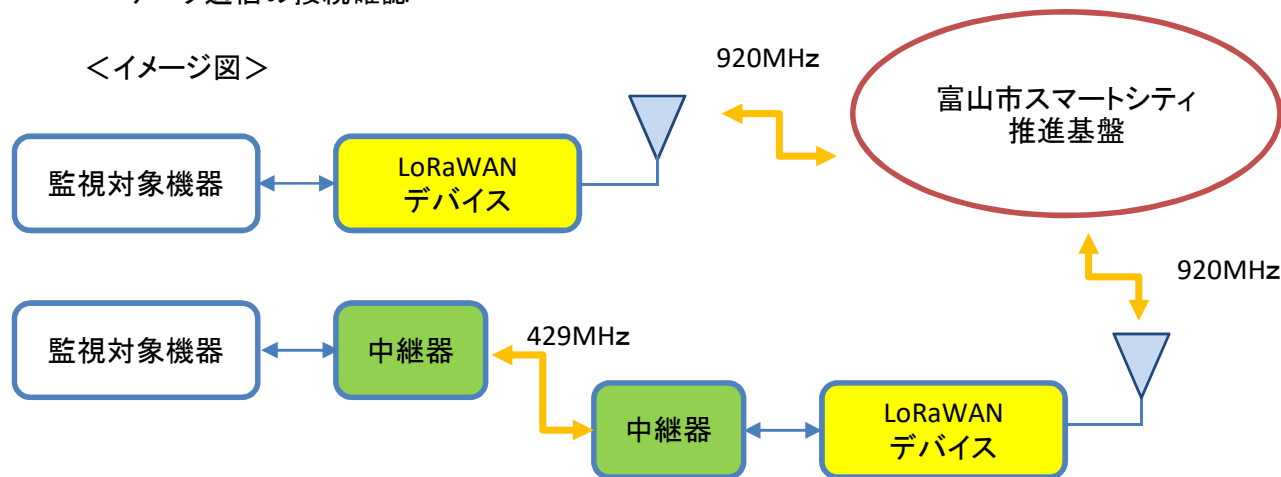 ＜イメージ図＞
920MHz
富山市スマートシティ
推進基盤
監視対象機器
LoRaWAN
デバイス
920MHz
監視対象機器
中継器
429MHz
中継器
LoRaWAN
デバイス